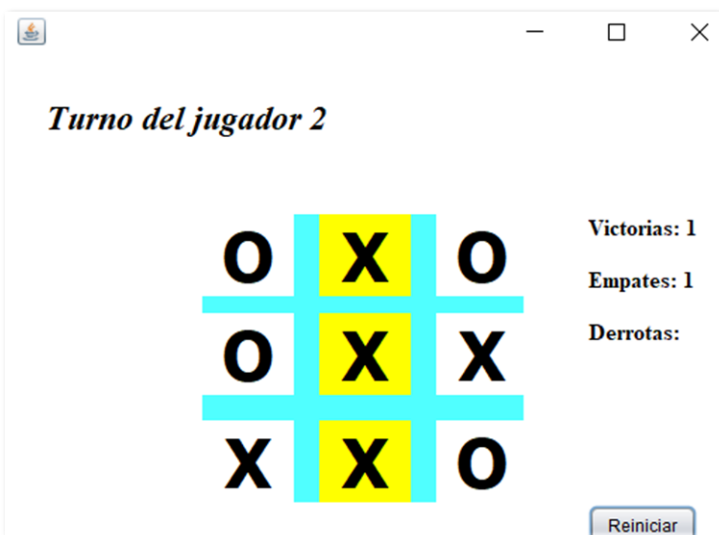 Turno del jugador 2
O X O
Victorias: 1
Empates: 1
O X X
Derrotas:
X X O
Reiniciar